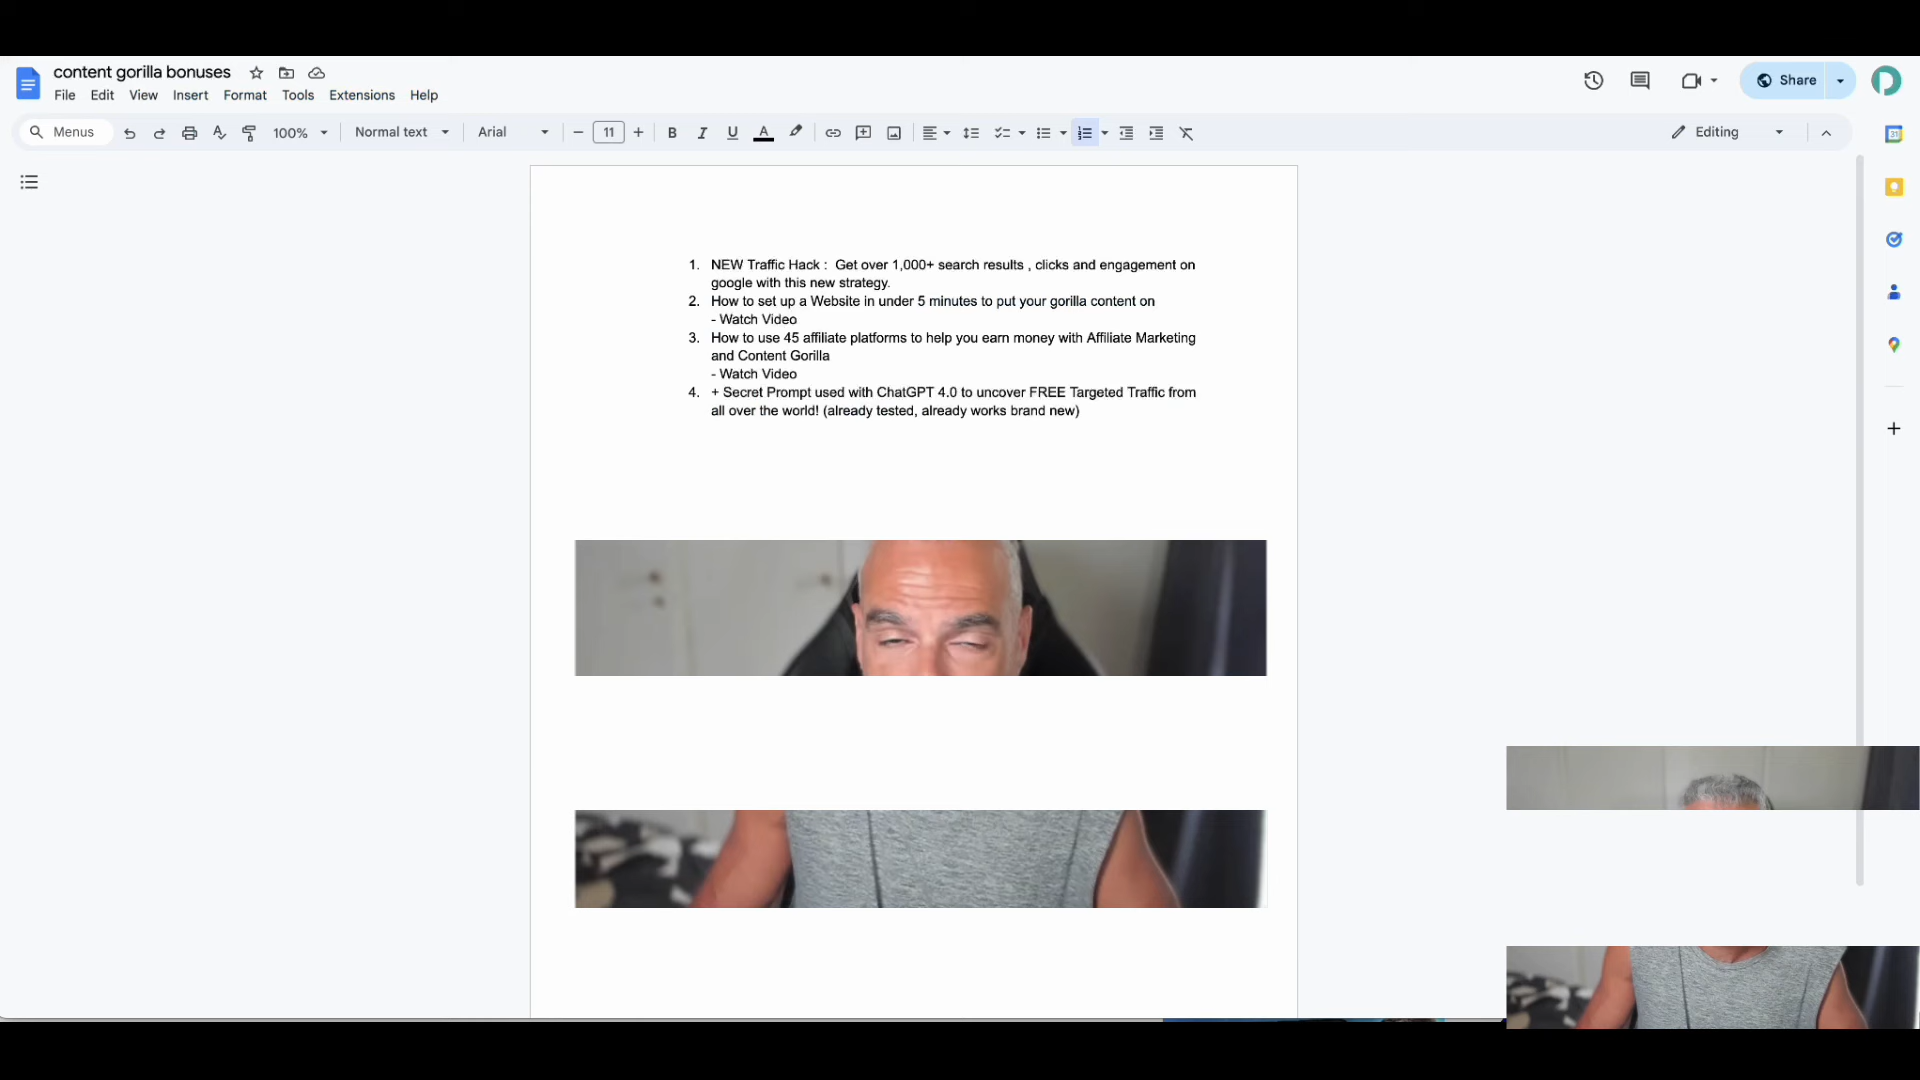 content gorilla bonuses
File Edit View Insert Format Tools Extensions Help
Share
Menus 100% Normal text Arial 11 B I U A Editing
31
1. NEW Traffic Hack : Get over 1,000+ search results , clicks and engagement on
google with this new strategy.
2. How to set up a Website in under 5 minutes to put your gorilla content on
- Watch Video
3. How to use 45 affiliate platforms to help you earn money with Affiliate Marketing
and Content Gorilla
- Watch Video
4. + Secret Prompt used with ChatGPT 4.0 to uncover FREE Targeted Traffic from
all over the world! (already tested, already works brand new)